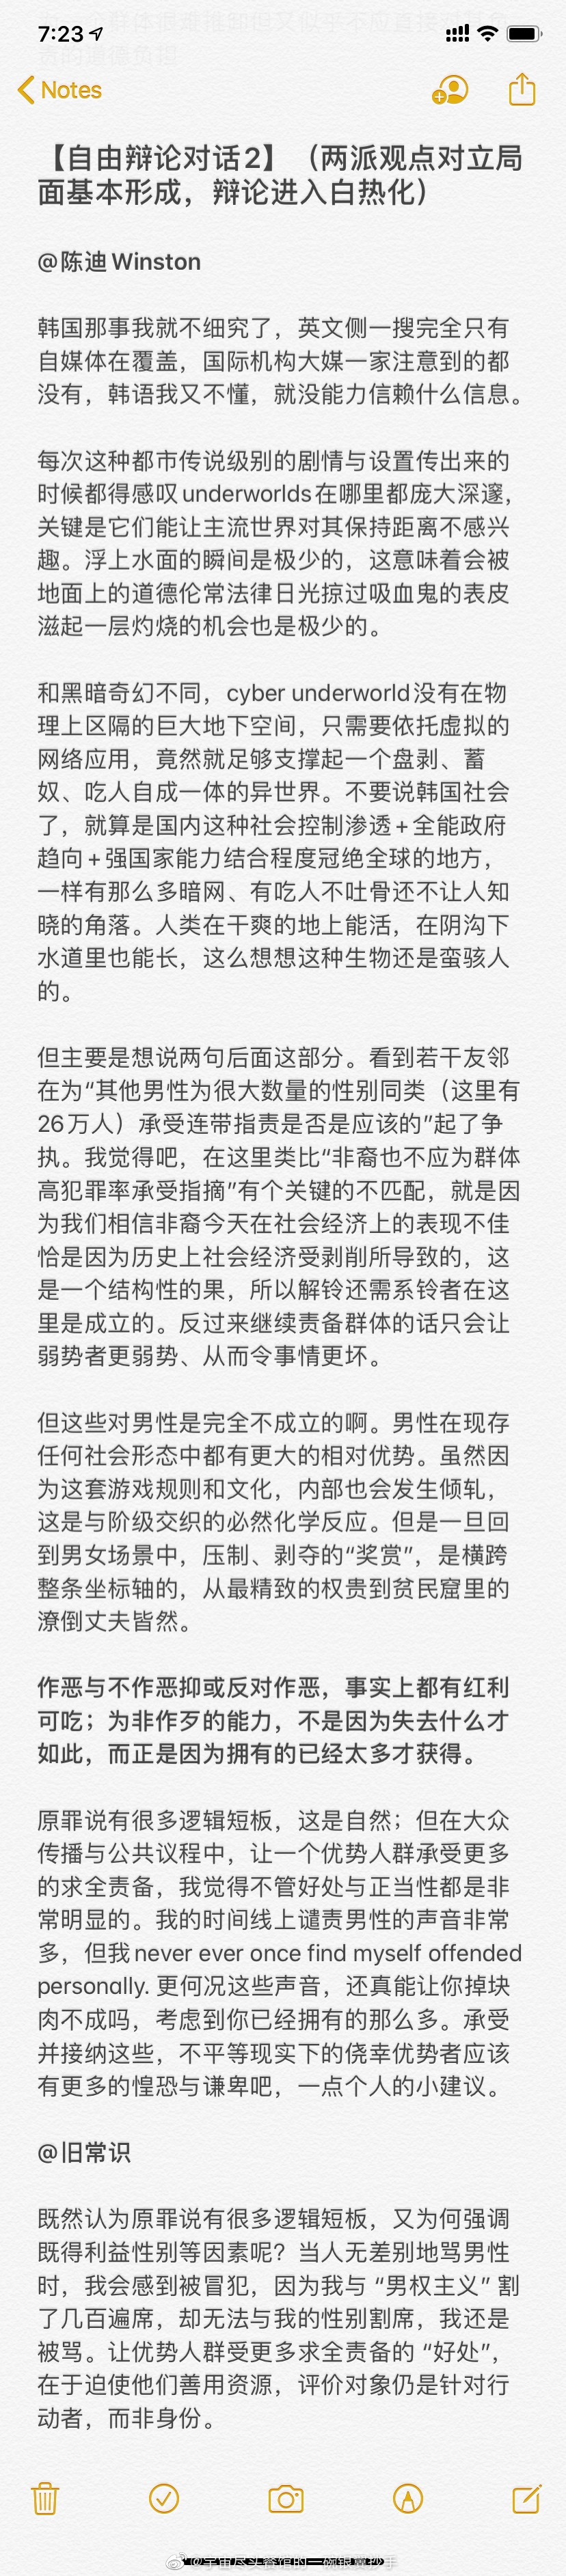 7:23
Notes
【自由辩论对话2】（两派观点对立局
面基本形成，辩论进入白热化）
@陈迪Winston
韩国那事我就不细究了，英文侧一搜完全只有
自媒体在覆盖，国际机构大媒一家注意到的都
没有，韩语我又不懂，就没能力信赖什么信息。
每次这种都市传说级别的剧情与设置传出来的
时候都得感叹underworlds在哪里都庞大深邃，
关键是它们能让主流世界对其保持距离不感兴
趣。浮上水面的瞬间是极少的，这意味着会被
地面上的道德伦常法律日光掠过吸血鬼的表皮
滋起一层灼烧的机会也是极少的。
和黑暗奇幻不同，cyber underworld没有在物
理上区隔的巨大地下空间，只需要依托虚拟的
网络应用，竟然就足够支撑起一个盘剥、蓄
奴、吃人自成一体的异世界。不要说韩国社会
了，就算是国内这种社会控制渗透+全能政府
趋向+强国家能力结合程度冠绝全球的地方，
一样有那么多暗网、有吃人不吐骨还不让人知
晓的角落。人类在干爽的地上能活，在阴沟下
水道里也能长，这么想想这种生物还是蛮骇人
的。
但主要是想说两句后面这部分。看到若干友邻
在为“其他男性为很大数量的性别同类（这里有
26万人）承受连带指责是否是应该的”起了争
执。我觉得吧，在这里类比“非裔也不应为群体
高犯罪率承受指摘”有个关键的不匹配，就是因
为我们相信非裔今天在社会经济上的表现不佳
恰是因为历史上社会经济受剥削所导致的，这
是一个结构性的果，所以解铃还需系铃者在这
里是成立的。反过来继续责备群体的话只会让
弱势者更弱势、从而令事情更坏。
但这些对男性是完全不成立的啊。男性在现存
任何社会形态中都有更大的相对优势。虽然因
为这套游戏规则和文化，内部也会发生倾轧，
这是与阶级交织的必然化学反应。但是一旦回
到男女场景中，压制、剥夺的“奖赏”，是横跨
整条坐标轴的，从最精致的权贵到贫民窟里的
潦倒丈夫皆然。
作恶与不作恶抑或反对作恶，事实上都有红利
可吃；为非作歹的能力，不是因为失去什么才
如此，而正是因为拥有的已经太多才获得。
原罪说有很多逻辑短板，这是自然；但在大众
传播与公共议程中，让一个优势人群承受更多
的求全责备，我觉得不管好处与正当性都是非
常明显的。我的时间线上谴责男性的声音非常
多，但我never ever once find myself offended
personally. 更何况这些声音，还真能让你掉块
肉不成吗，考虑到你已经拥有的那么多。承受
并接纳这些，不平等现实下的侥幸优势者应该
有更多的惶恐与谦卑吧，一点个人的小建议。
@旧常识
既然认为原罪说有很多逻辑短板，又为何强调
既得利益性别等因素呢？当人无差别地骂男性
时，我会感到被冒犯，因为我与 “男权主义” 割
了几百遍席，却无法与我的性别割席，我还是
被骂。让优势人群受更多求全责备的 “好处”，
在于迫使他们善用资源，评价对象仍是针对行
动者，而非身份。